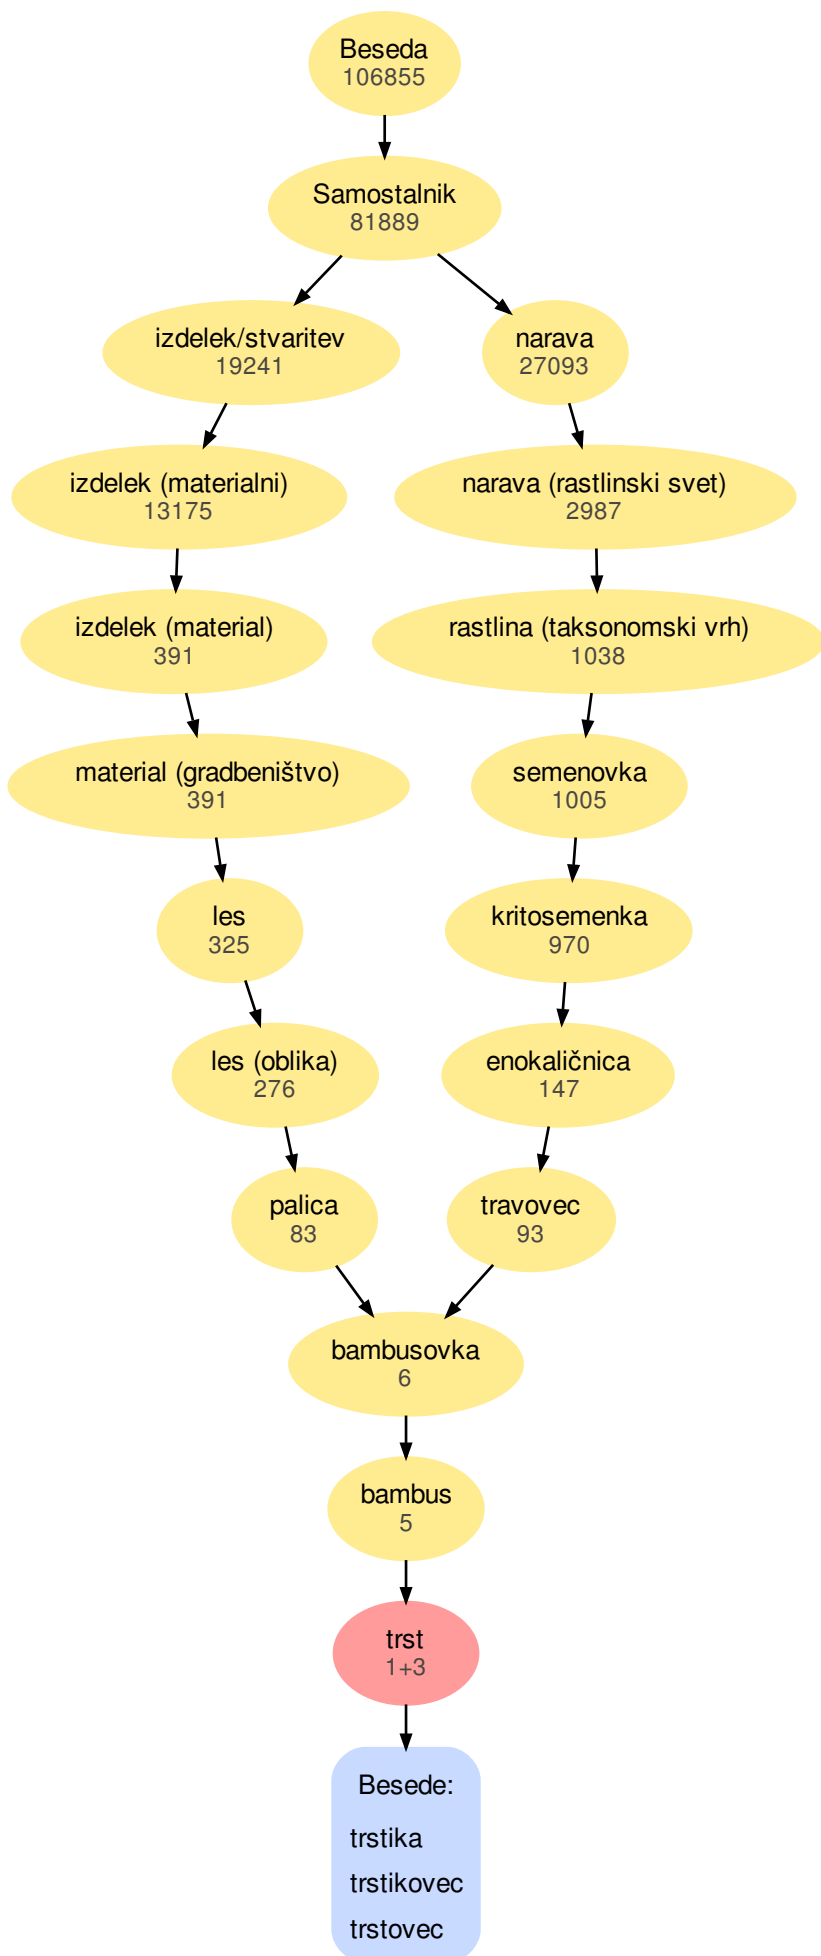 Beseda
106855
Samostalnik
81889
izdelek/stvaritev
19241
narava
27093
izdelek (materialni)
13175
narava (rastlinski svet)
2987
izdelek (material)
391
rastlina (taksonomski vrh)
1038
material (gradbeništvo)
391
semenovka
1005
les
325
kritosemenka
970
les (oblika)
276
enokaličnica
147
palica
83
travovec
93
bambusovka
6
bambus
5
trst
1+3
Besede:
trstika
trstikovec
trstovec